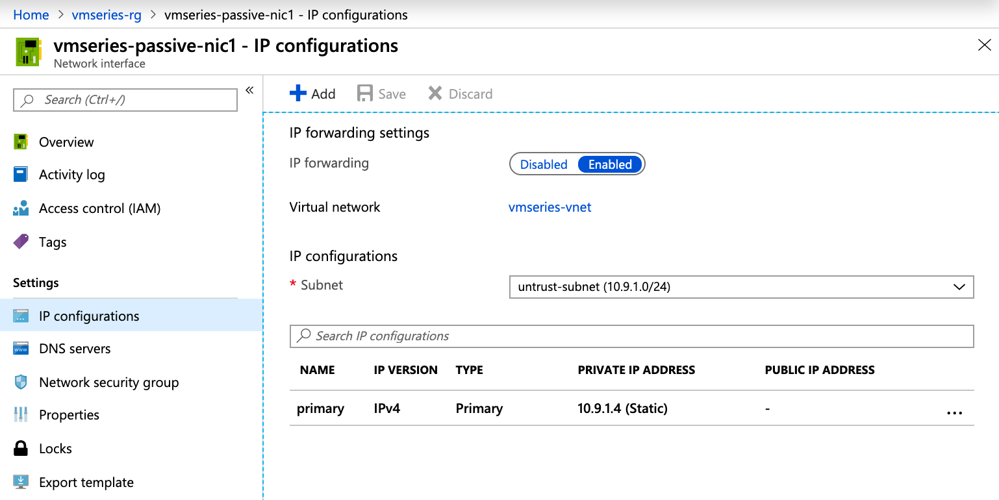 Home > vmseries-rg > vmseries-passive-nic1 - IP configurations
vmseries-passive-nic1 - IP configurations
Network interface
Search (Ctrl+/)
«
Overview
Activity log
Access control (IAM)
Tags
Settings
IP configurations
DNS servers
Network security group
Properties
Locks
Export template
Add Save Discard
IP forwarding settings
IP forwarding Disabled Enabled
Virtual network vmseries-vnet
IP configurations
* Subnet untrust-subnet (10.9.1.0/24)
Search IP configurations
NAME IP VERSION TYPE PRIVATE IP ADDRESS PUBLIC IP ADDRESS
primary IPv4 Primary 10.9.1.4 (Static) - ...